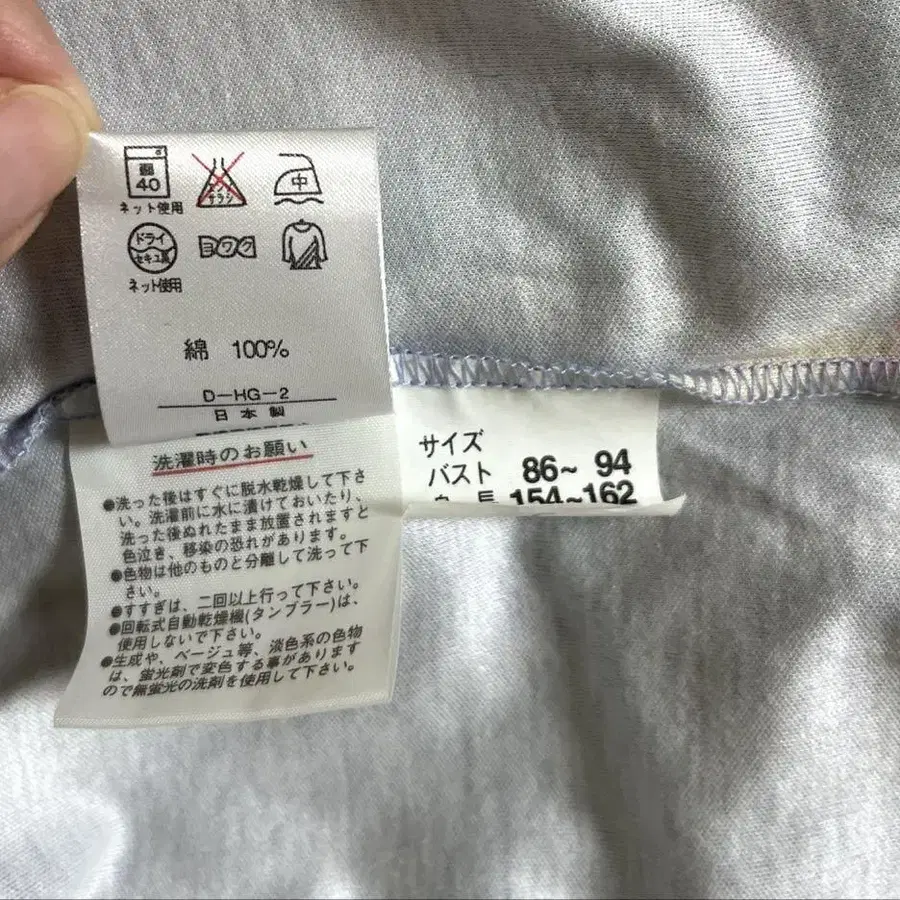 40
ネット使用
エンソ
サラシ
中
ドライ
セキユ系
ネット使用
ヨワク
綿 100%
D-HG-2
日本製
サイズ
バスト 86~ 94
154~162
洗濯時のお願い
●洗った後はすぐに脱水乾燥して下さ
い。洗濯前に水に漬けておいたり、
洗った後ぬれたまま放置されますと
色泣き、移染の恐れがあります。
●色物は他のものと分離して洗って下
さい。
●すすぎは、二回以上行って下さい。
●回転式自動乾燥機(タンブラー)は、
使用しないで下さい。
●生成や、ベージュ等、淡色系の色物
は、蛍光剤で変色する事があります
ので無蛍光の洗剤を使用して下さい。